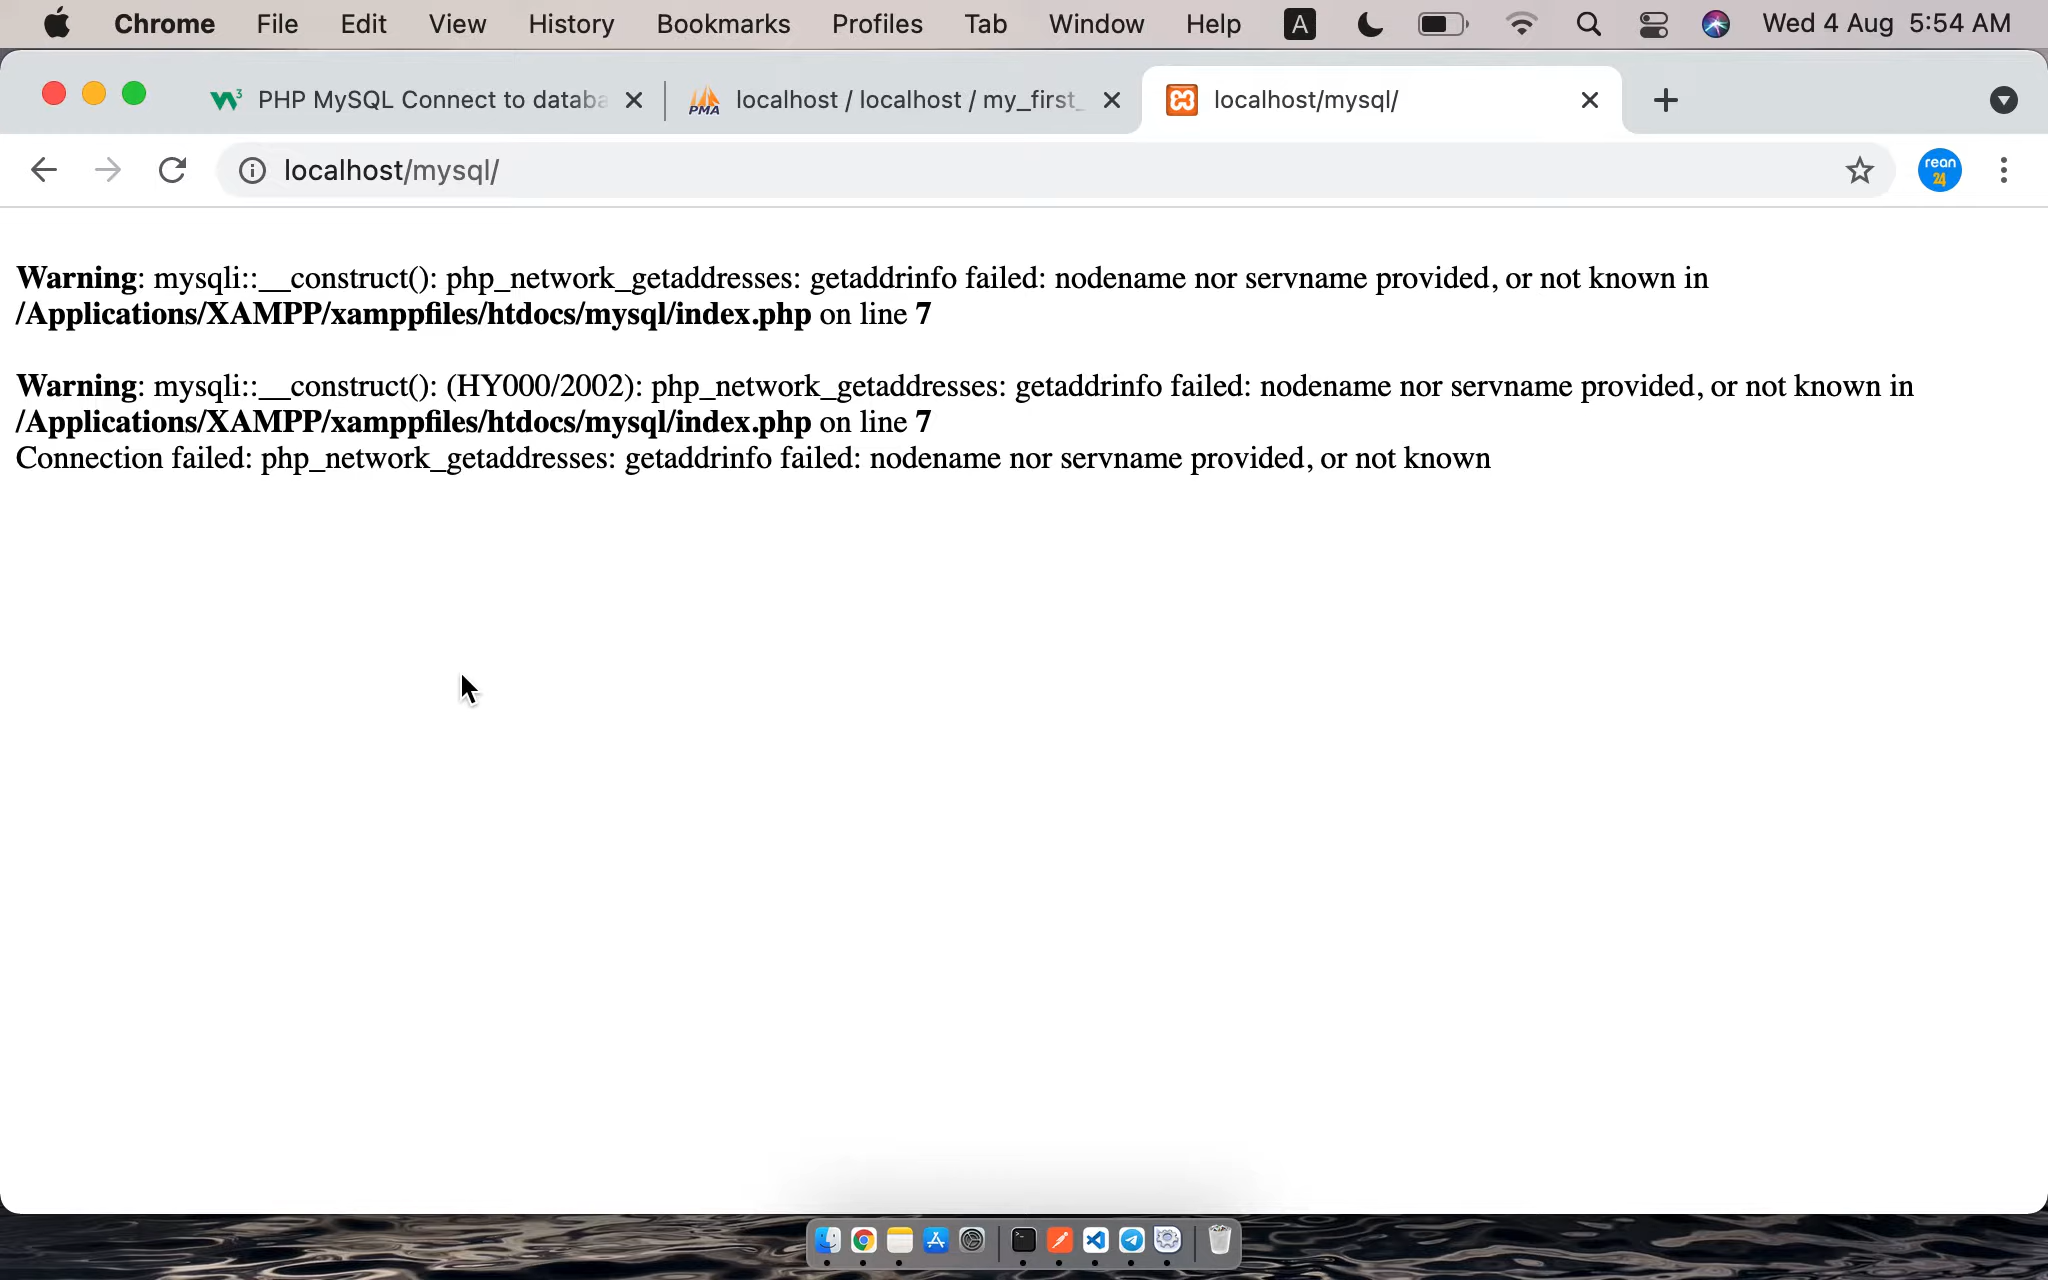 Chrome File Edit View History Bookmarks Profiles Tab Window Help A Wed 4 Aug 5:54 AM
W3 PHP MySQL Connect to databa PMA localhost / localhost / my_first_ localhost/mysql/
localhost/mysql/ rean 24
Warning: mysqli::__construct(): php_network_getaddresses: getaddrinfo failed: nodename nor servname provided, or not known in
/Applications/XAMPP/xamppfiles/htdocs/mysql/index.php on line 7
Warning: mysqli::__construct(): (HY000/2002): php_network_getaddresses: getaddrinfo failed: nodename nor servname provided, or not known in
/Applications/XAMPP/xamppfiles/htdocs/mysql/index.php on line 7
Connection failed: php_network_getaddresses: getaddrinfo failed: nodename nor servname provided, or not known